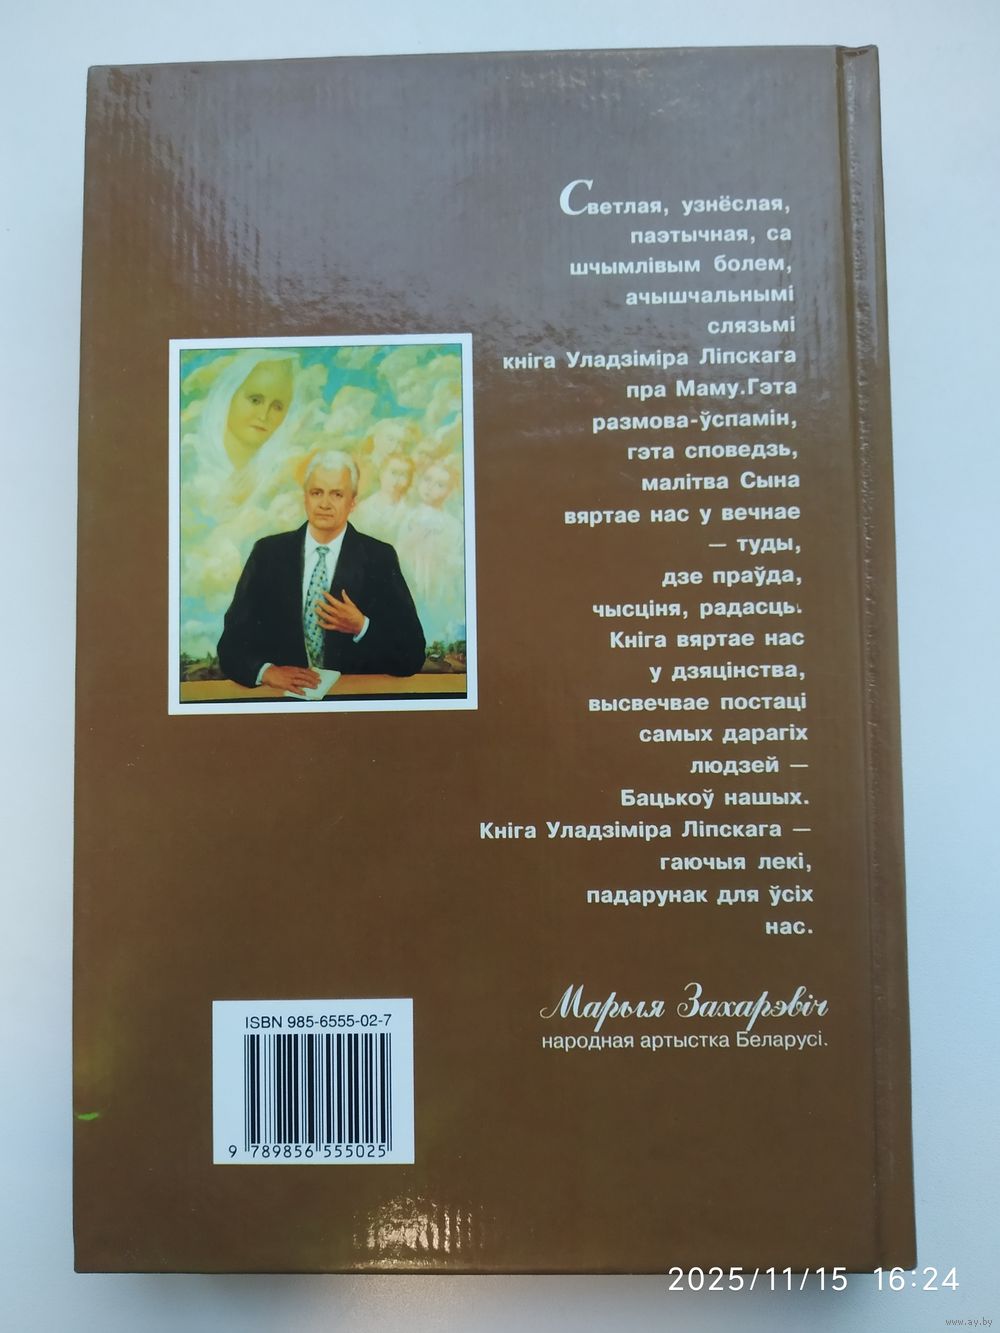 Светлая, узнёслая,
паэтычная, са
шчымлівым болем,
ачышчальнымі
слязьмі
кніга Уладзіміра Ліпскага
пра Маму.Гэта
размова-ўспамін,
гэта споведзь,
малітва Сына
вяртае нас у вечнае
— туды,
дзе праўда,
чысціня, радасць.
Кніга вяртае нас
у дзяцінства,
высвечвае постаці
самых дарагіх
людзей —
Бацькоў нашых.
Кніга Уладзіміра Ліпскага —
гаючыя лекі,
падарунак для ўсіх
нас.
Марыя Захарэвіч
народная артыстка Беларусі.
ISBN 985-6555-02-7
9 789856 555025
2025/11/15 16:24
www.ay.by